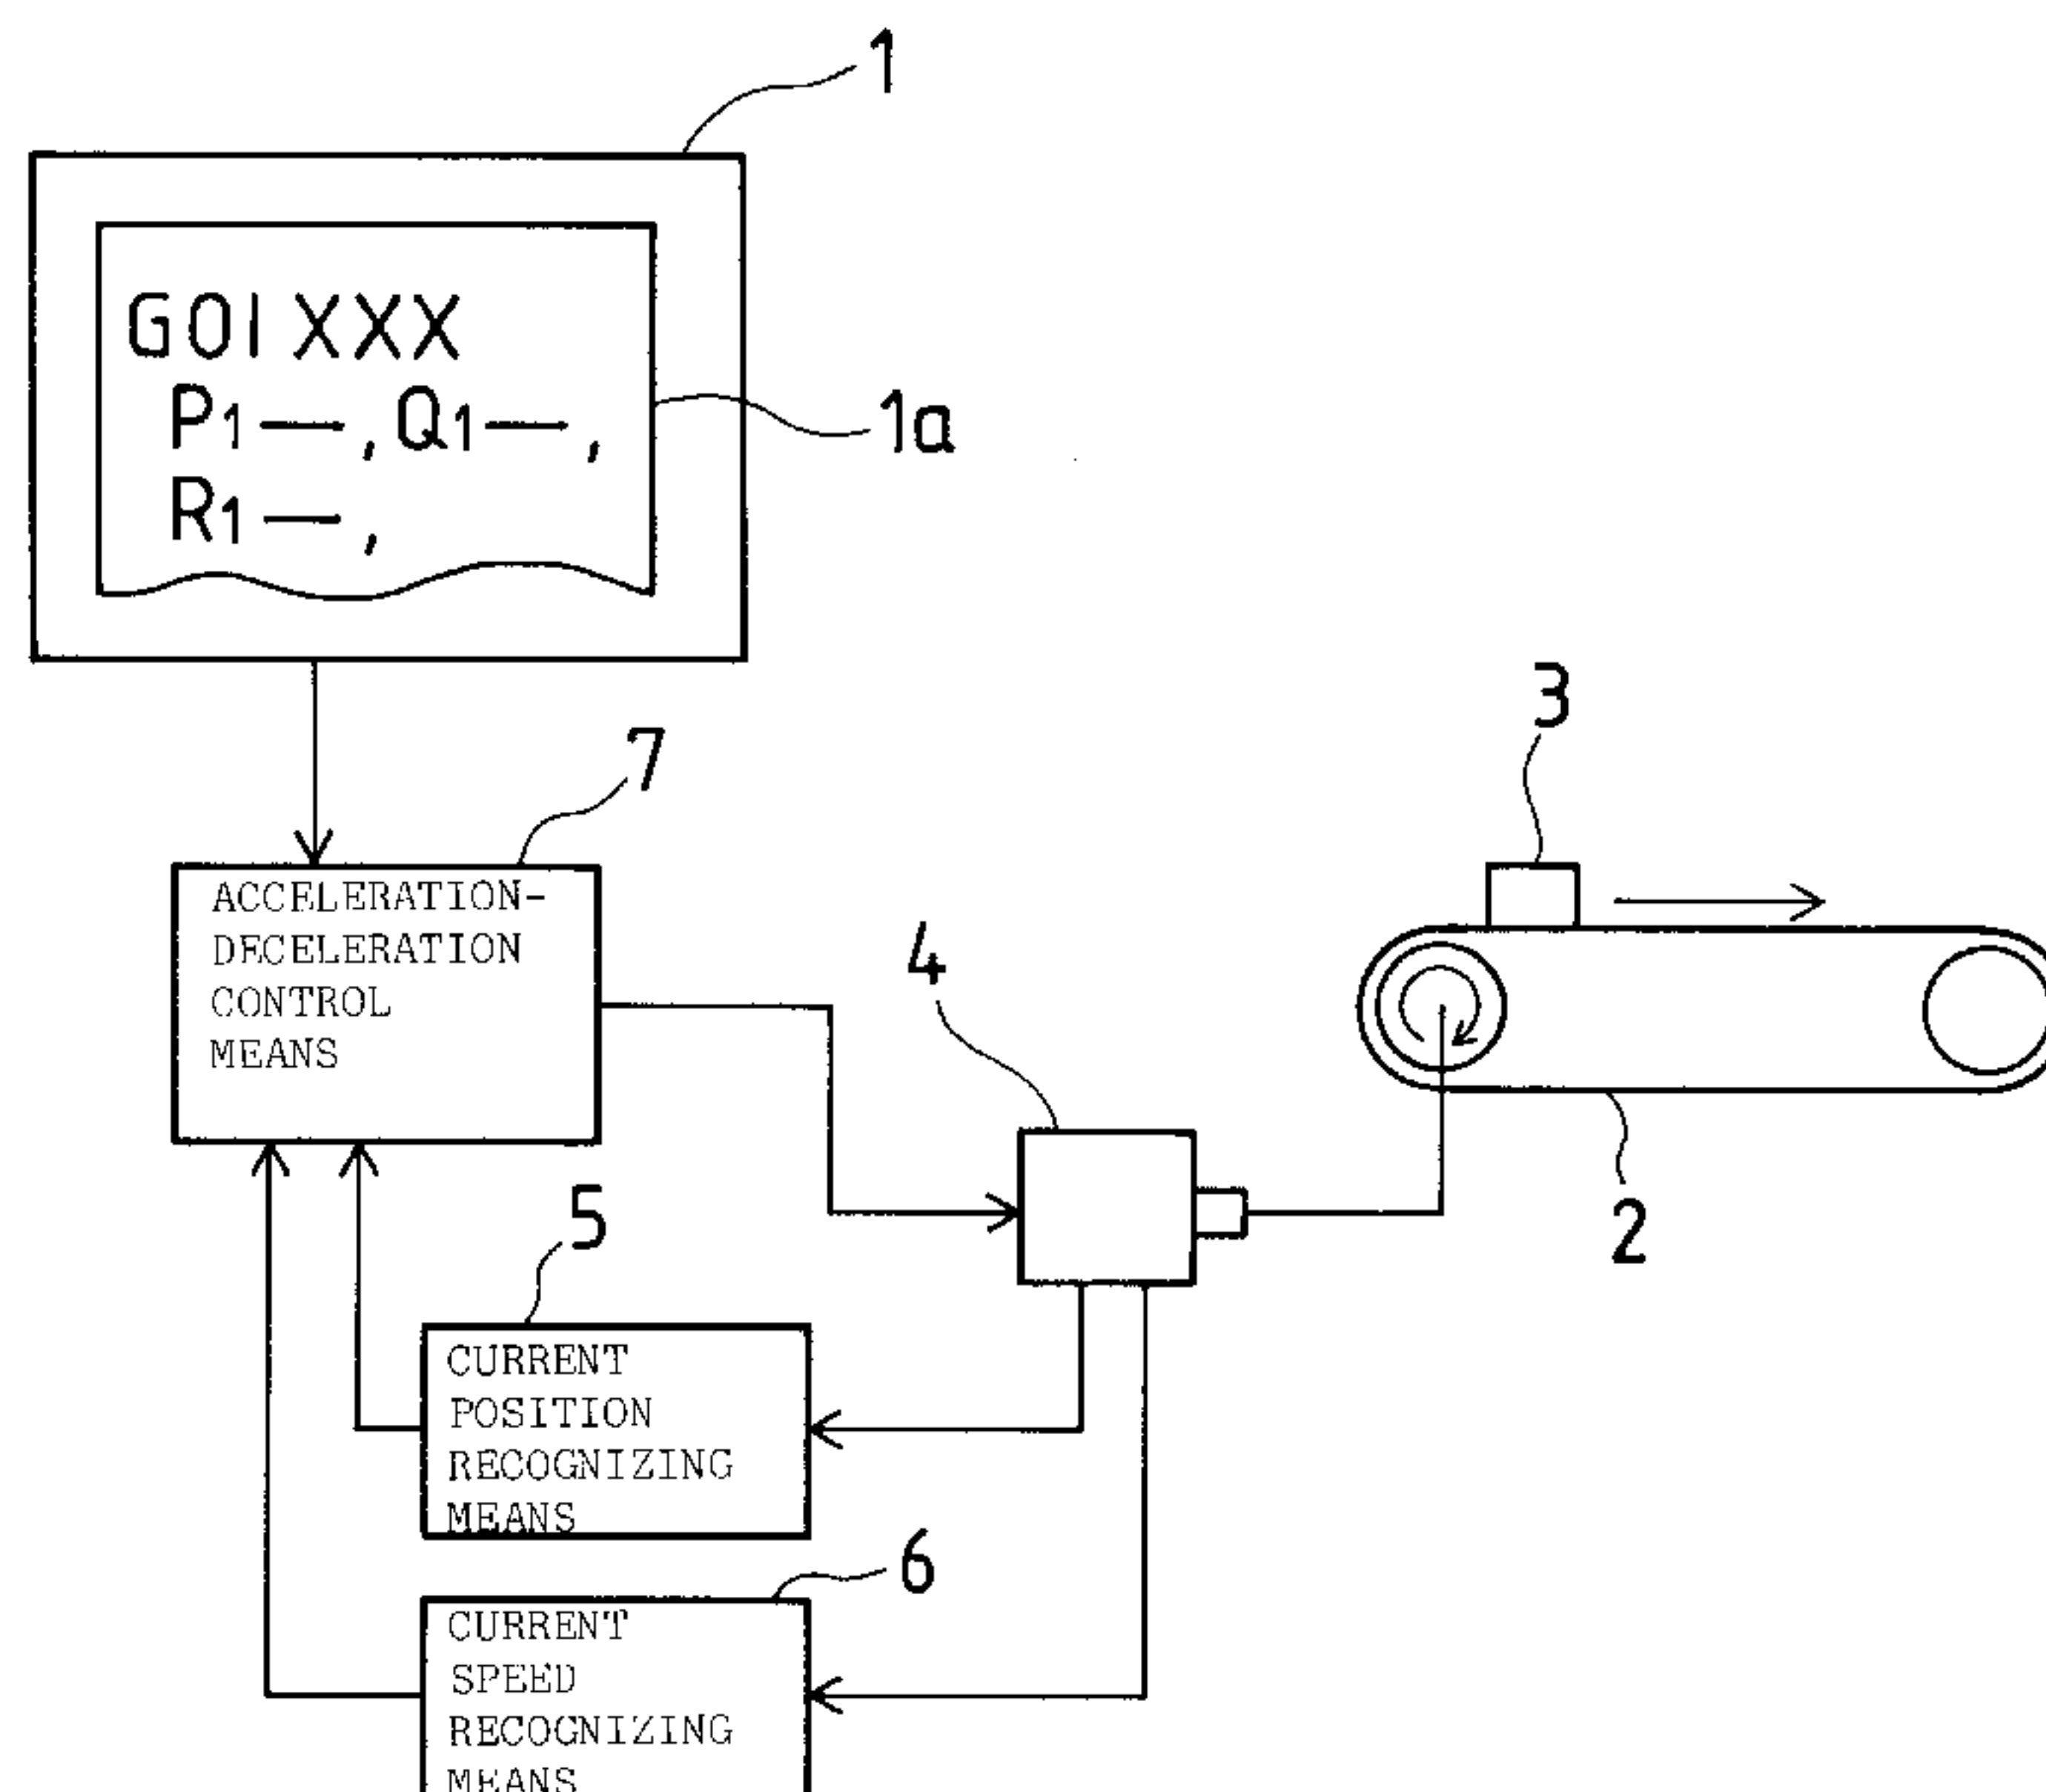 1
G01XXX
P1—,Q1—,
R1—,
1a
7
ACCELERATION-
DECELERATION
CONTROL
MEANS
3
4
2
5
CURRENT
POSITION
RECOGNIZING
MEANS
6
CURRENT
SPEED
RECOGNIZING
MEANS